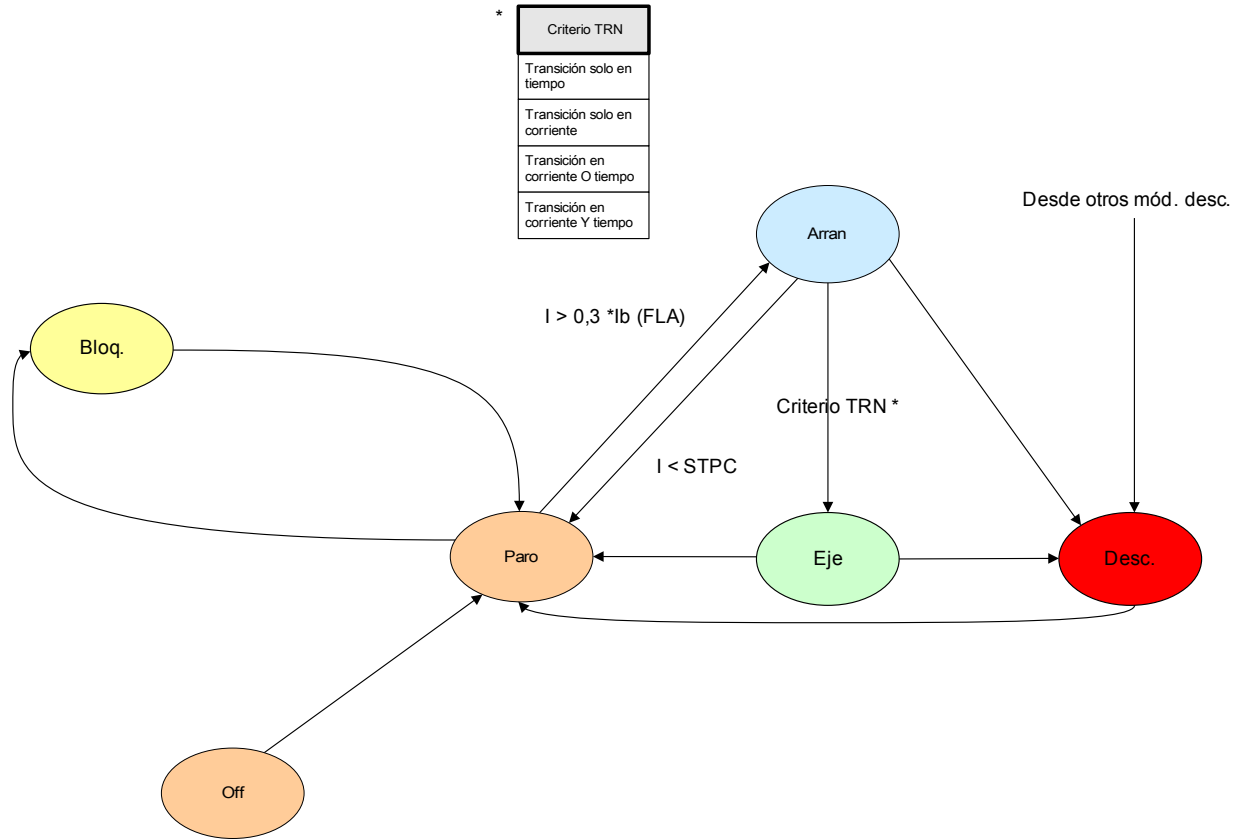 *
Criterio TRN
Transición solo en
tiempo
Transición solo en
corriente
Transición en
corriente O tiempo
Transición en
corriente Y tiempo
Arran
Desde otros mód. desc.
I > 0,3 *Ib (FLA)
Bloq.
Criterio TRN *
I < STPC
Paro
Eje
Desc.
Off